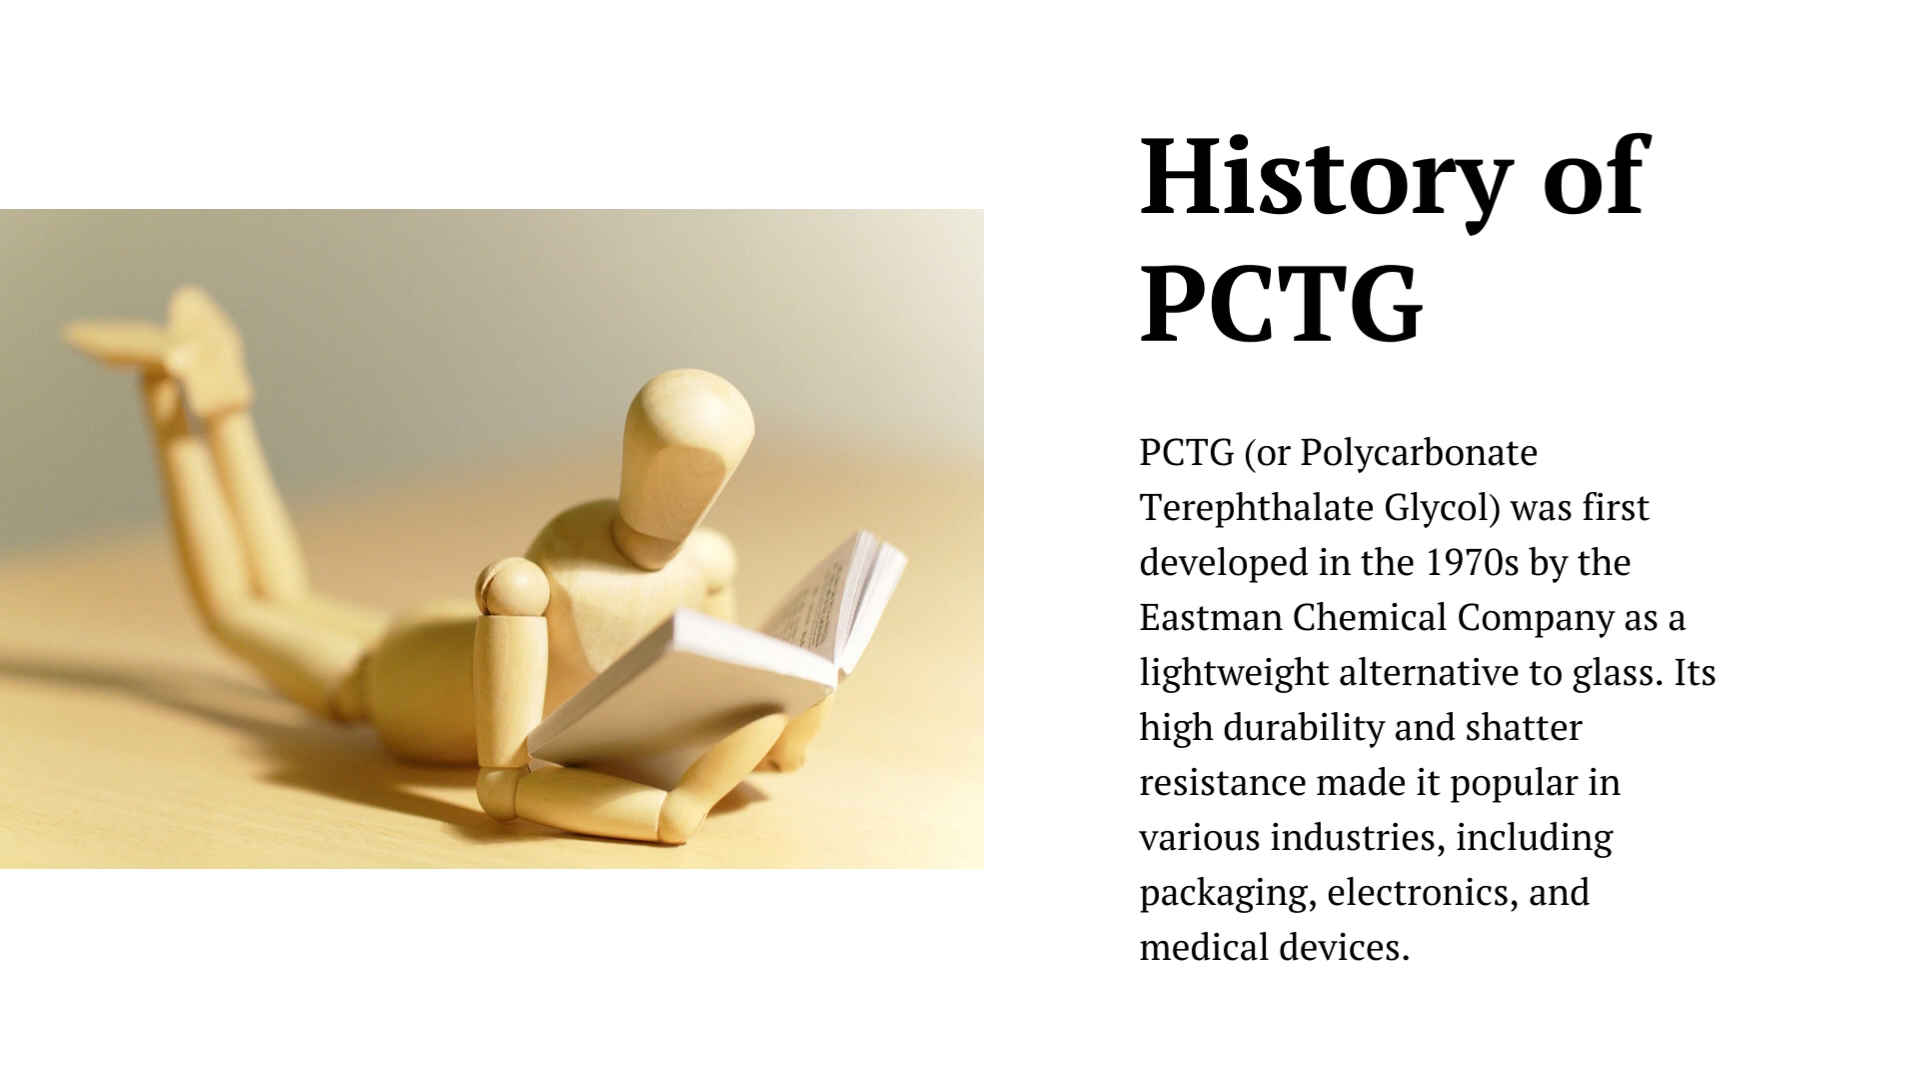 History of
PCTG
PCTG (or Polycarbonate
Terephthalate Glycol) was first
developed in the 1970s by the
Eastman Chemical Company as a
lightweight alternative to glass. Its
high durability and shatter
resistance made it popular in
various industries, including
packaging, electronics, and
medical devices.